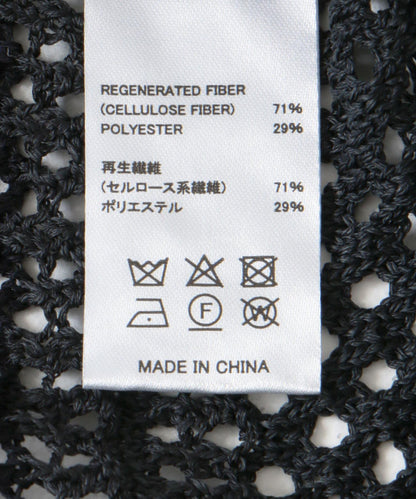 REGENERATED FIBER
(CELLULOSE FIBER) 71%
POLYESTER 29%
再生繊維
(セルロース系繊維) 71%
ポリエステル 29%
F W
MADE IN CHINA